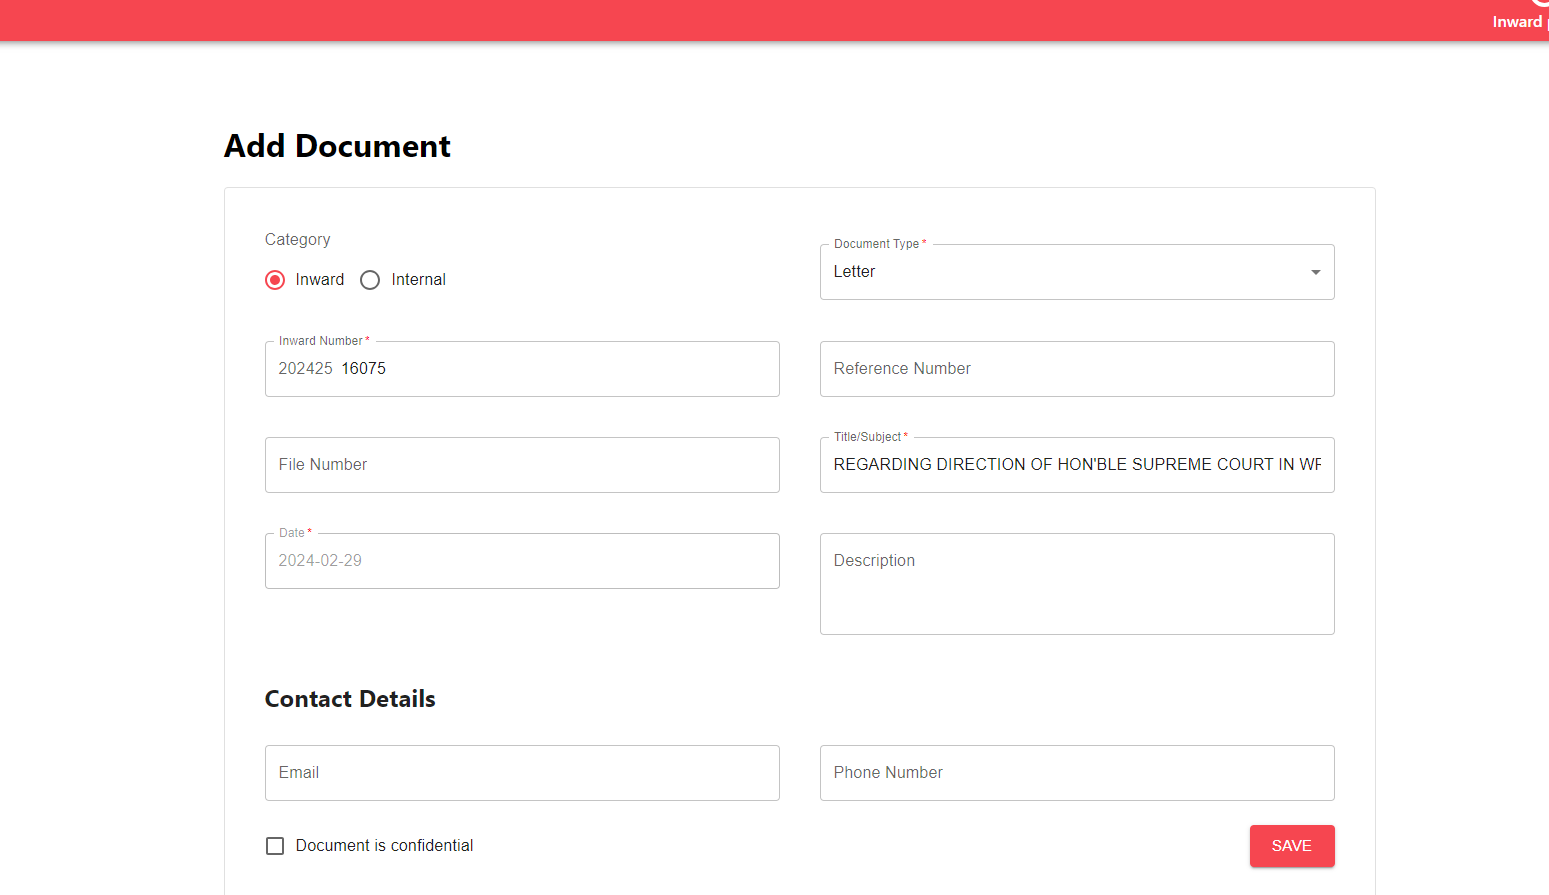 Inward
Add Document
Category
Inward Internal
Document Type *
Letter
Inward Number *
202425 16075
Reference Number
File Number
Title/Subject *
REGARDING DIRECTION OF HON'BLE SUPREME COURT IN
Date *
2024-02-29
Description
Contact Details
Email
Phone Number
Document is confidential
SAVE